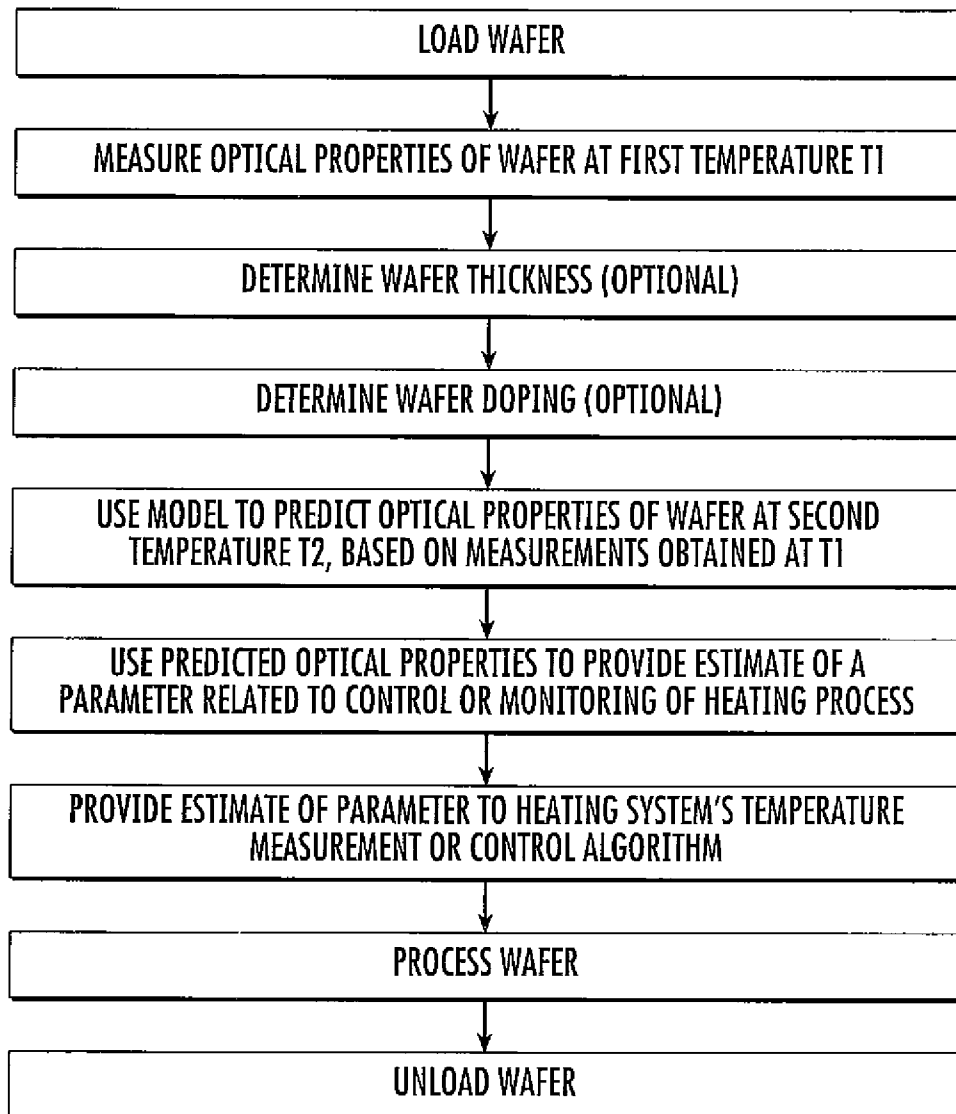 LOAD WAFER
MEASURE OPTICAL PROPERTIES OF WAFER AT FIRST TEMPERATURE T1
DETERMINE WAFER THICKNESS (OPTIONAL)
DETERMINE WAFER DOPING (OPTIONAL)
USE MODEL TO PREDICT OPTICAL PROPERTIES OF WAFER AT SECOND
TEMPERATURE T2, BASED ON MEASUREMENTS OBTAINED AT T1
USE PREDICTED OPTICAL PROPERTIES TO PROVIDE ESTIMATE OF A
PARAMETER RELATED TO CONTROL OR MONITORING OF HEATING PROCESS
PROVIDE ESTIMATE OF PARAMETER TO HEATING SYSTEM'S TEMPERATURE
MEASUREMENT OR CONTROL ALGORITHM
PROCESS WAFER
UNLOAD WAFER